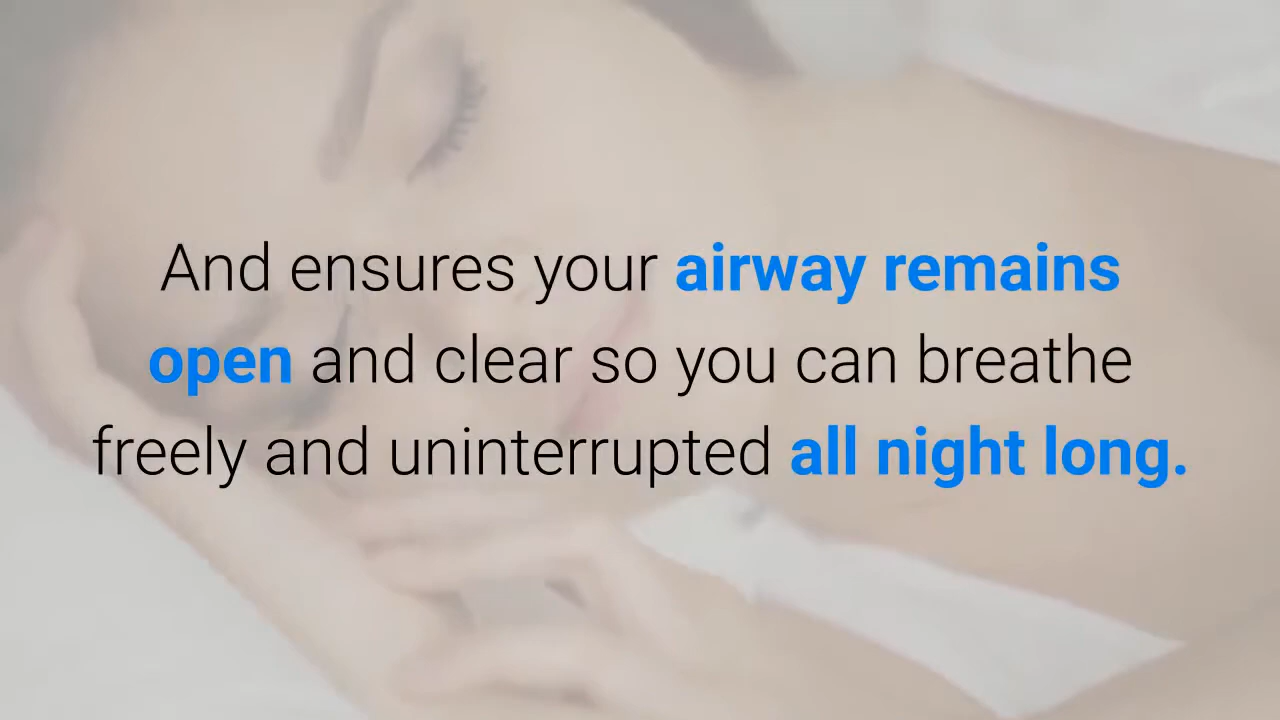 And ensures your airway remains
open and clear so you can breathe
freely and uninterrupted all night long.